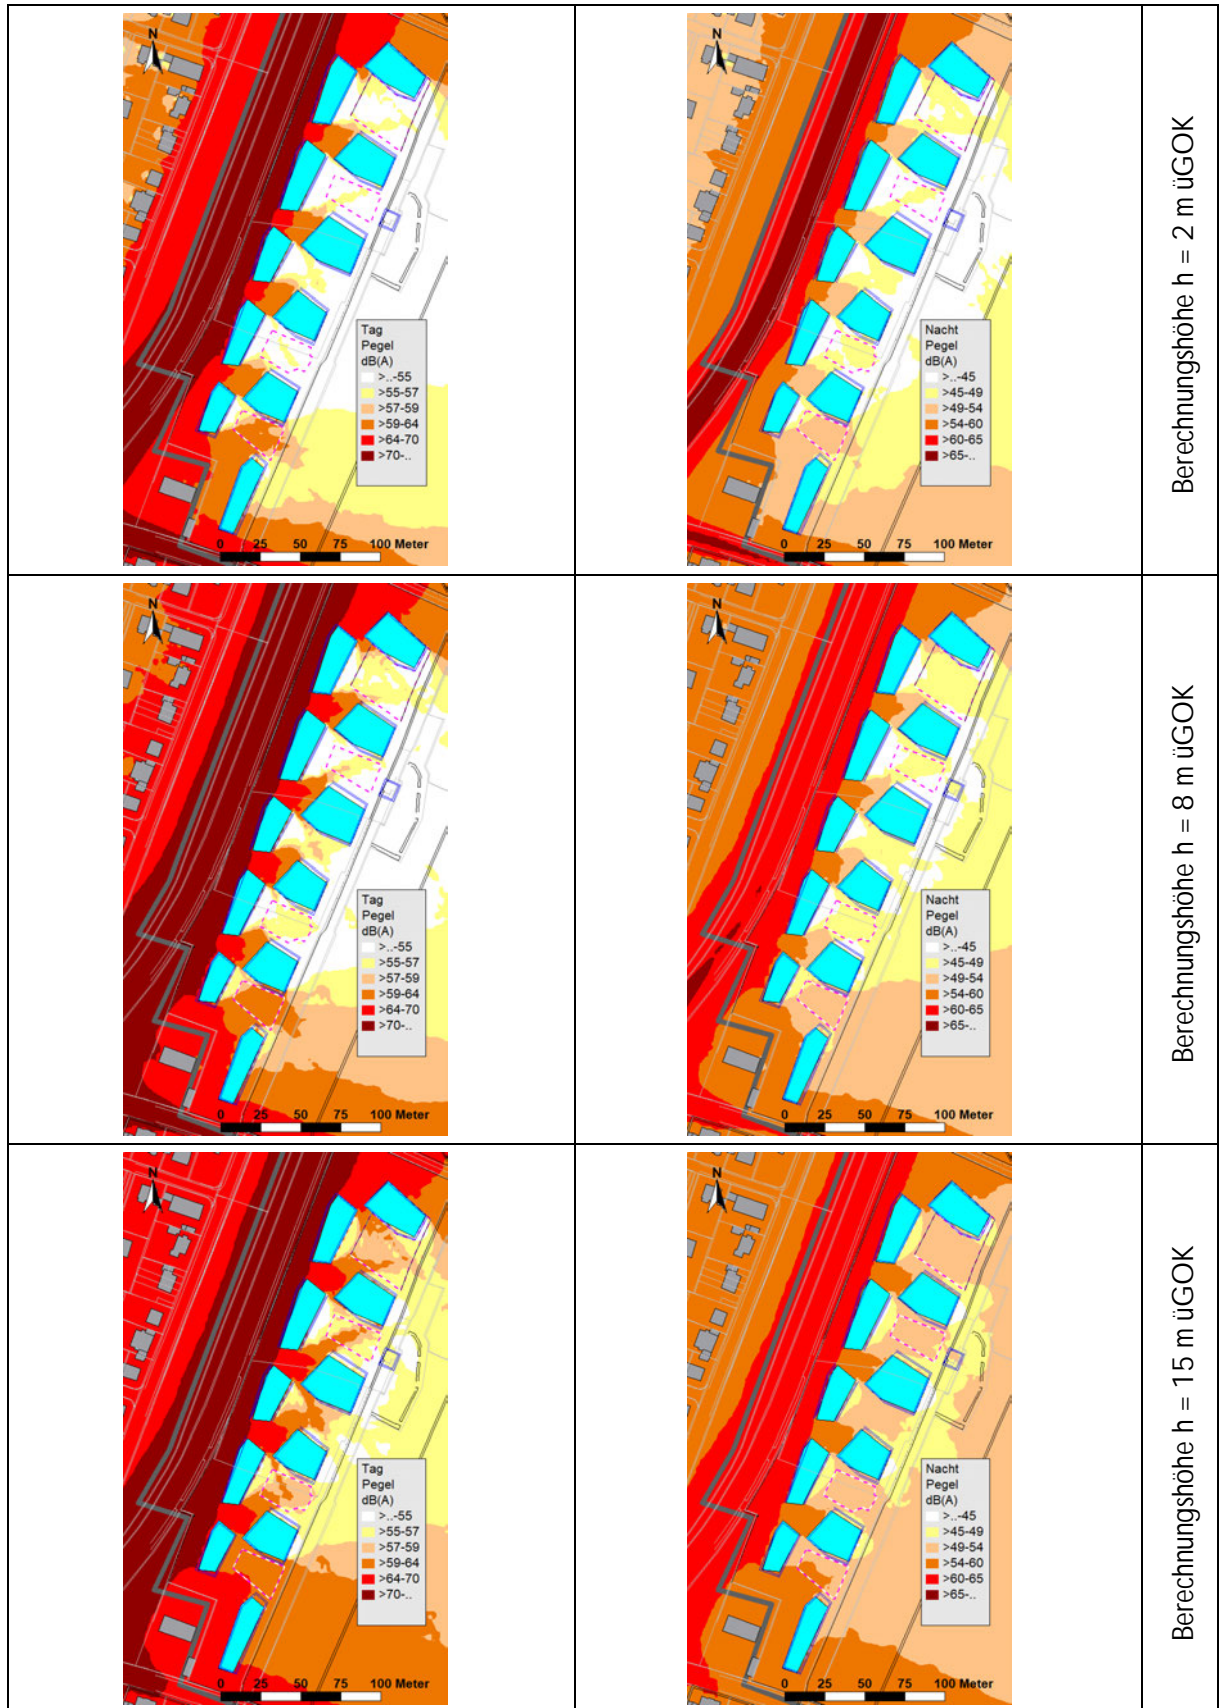 N
Tag
Pegel
dB(A)
>..-55
>55-57
>57-59
>59-64
>64-70
>70-..
0 25 50 75 100 Meter
N
Nacht
Pegel
dB(A)
>..-45
>45-49
>49-54
>54-60
>60-65
>65-..
0 25 50 75 100 Meter
Berechnungshöhe h = 2 m üGOK
N
Tag
Pegel
dB(A)
>..-55
>55-57
>57-59
>59-64
>64-70
>70-..
0 25 50 75 100 Meter
N
Nacht
Pegel
dB(A)
>..-45
>45-49
>49-54
>54-60
>60-65
>65-..
0 25 50 75 100 Meter
Berechnungshöhe h = 8 m üGOK
N
Tag
Pegel
dB(A)
>..-55
>55-57
>57-59
>59-64
>64-70
>70-..
0 25 50 75 100 Meter
N
Nacht
Pegel
dB(A)
>..-45
>45-49
>49-54
>54-60
>60-65
>65-..
0 25 50 75 100 Meter
Berechnungshöhe h = 15 m üGOK